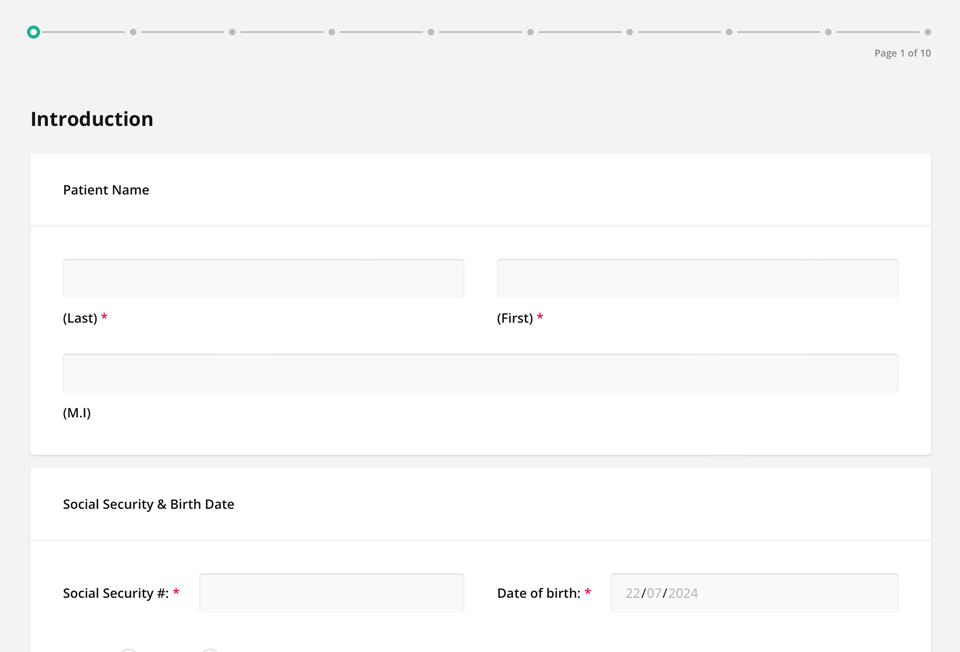 Page 1 of 10
Introduction
Patient Name
(Last) *
(First) *
(M.I)
Social Security & Birth Date
Social Security #: *
Date of birth: *
22/07/2024